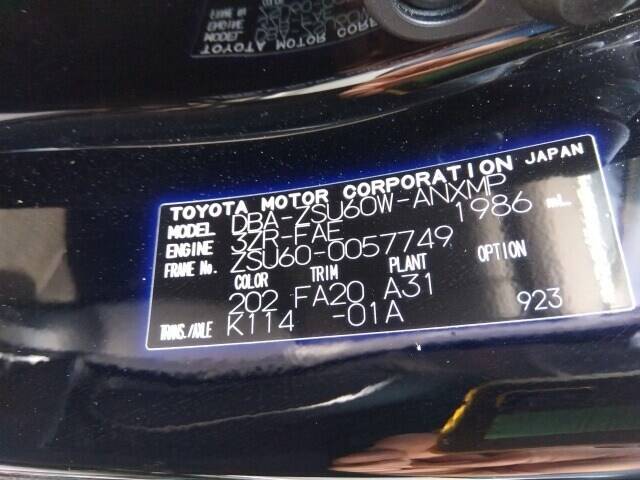 TOYOTA MOTOR CORPORATION JAPAN
MODEL DBA-ZSU60W-ANXMP
ENGINE 3ZR-FAE 1986 mL
FRAME No. ZSU60-0057749
COLOR TRIM PLANT OPTION
202 FA20 A31
TRANS./AXLE K114 -01A 923